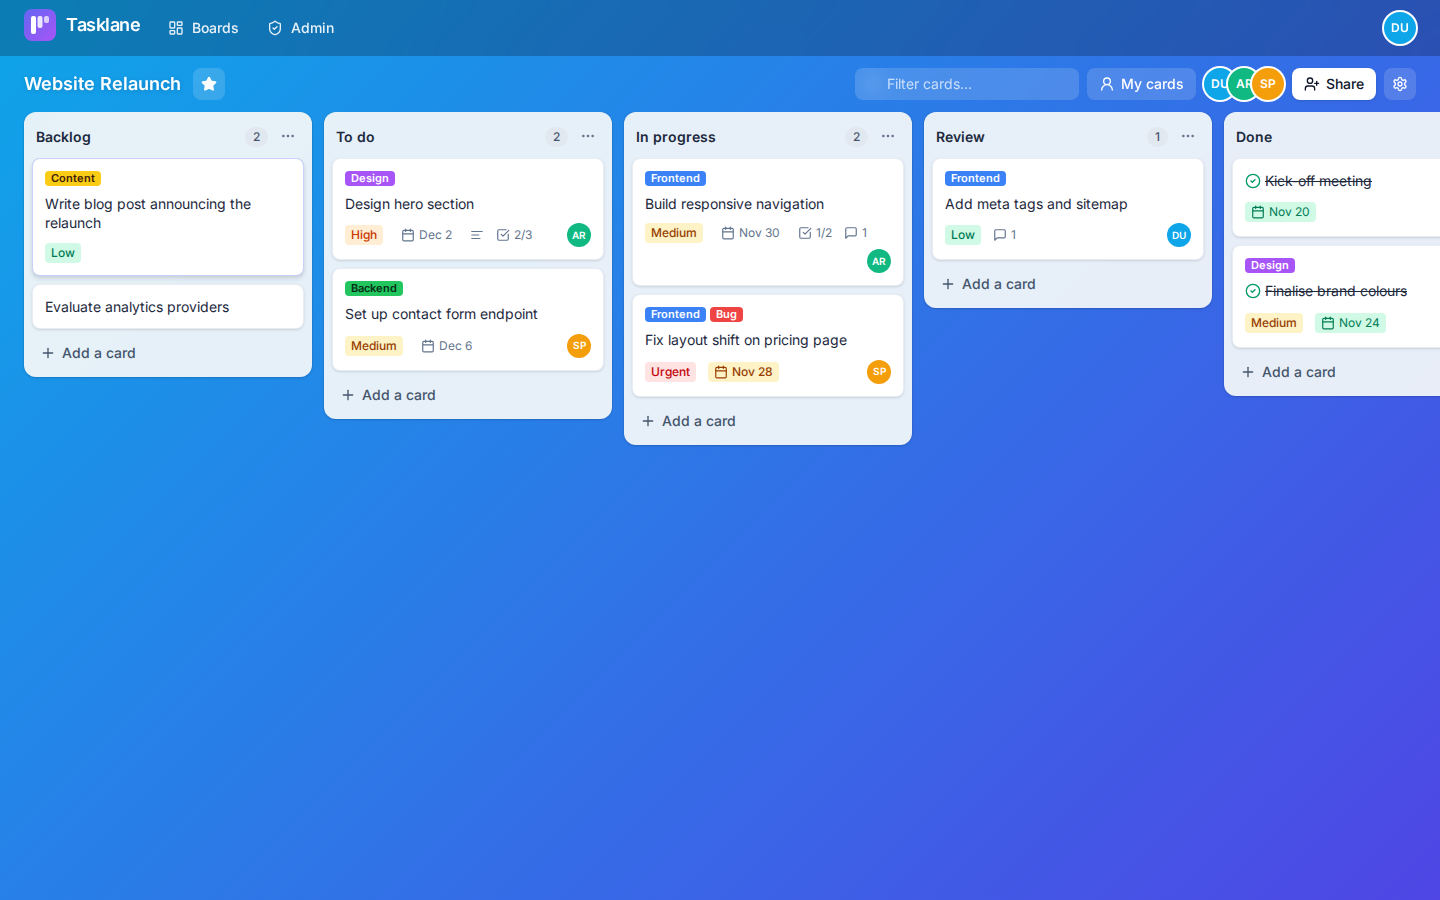 Tasklane
Boards
Admin
DU
Website Relaunch
Filter cards...
My cards
DU
AR
SP
Share
Backlog
2
Content
Write blog post announcing the
relaunch
Low
Evaluate analytics providers
Add a card
To do
2
Design
Design hero section
High
Dec 2
2/3
AR
Backend
Set up contact form endpoint
Medium
Dec 6
SP
Add a card
In progress
2
Frontend
Build responsive navigation
Medium
Nov 30
1/2
1
AR
Frontend
Bug
Fix layout shift on pricing page
Urgent
Nov 28
SP
Add a card
Review
1
Frontend
Add meta tags and sitemap
Low
1
DU
Add a card
Done
Kick-off meeting
Nov 20
Design
Finalise brand colours
Medium
Nov 24
Add a card